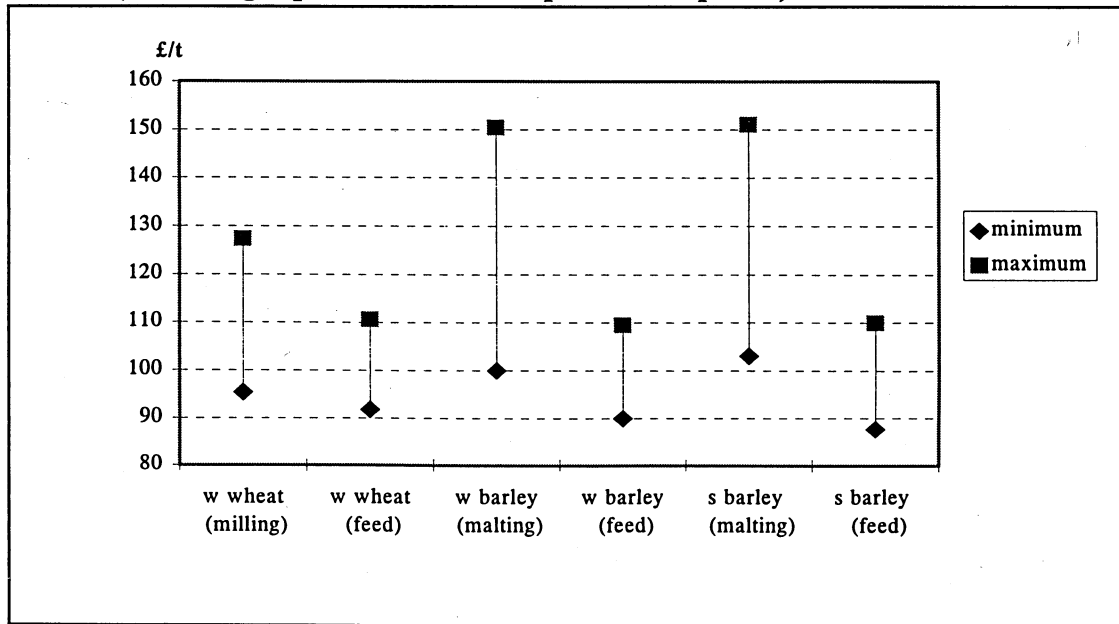 £/t
160
150
140
130
120
110
100
90
80
w wheat (milling)
w wheat (feed)
w barley (malting)
w barley (feed)
s barley (malting)
s barley (feed)
minimum
maximum